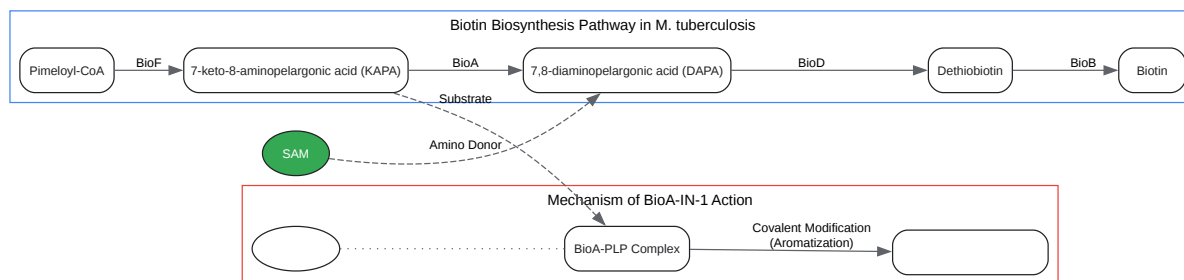 Biotin Biosynthesis Pathway in M. tuberculosis
Pimeloyl-CoA
BioF
7-keto-8-aminopelargonic acid (KAPA)
BioA
7,8-diaminopelargonic acid (DAPA)
BioD
Dethiobiotin
BioB
Biotin
Substrate
SAM
Amino Donor
Mechanism of BioA-IN-1 Action
BioA-PLP Complex
Covalent Modification
(Aromatization)